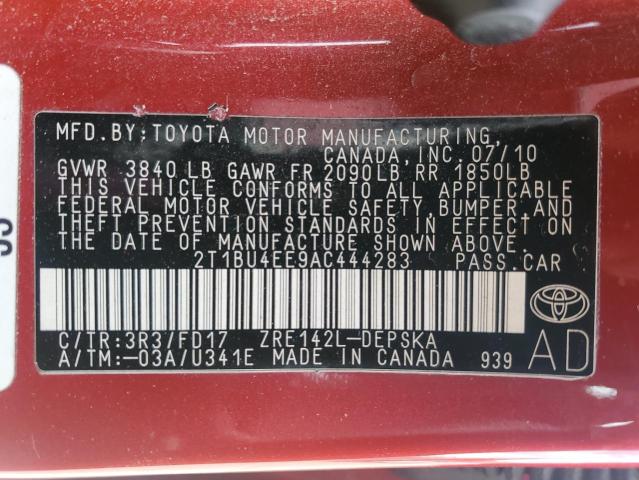 MFD.BY:TOYOTA MOTOR MANUFACTURING,
CANADA, INC. 07/10
GVWR 3840 LB GAWR FR 2090LB RR 1850LB
THIS VEHICLE CONFORMS TO ALL APPLICABLE
FEDERAL MOTOR VEHICLE SAFETY, BUMPER, AND
THEFT PREVENTION STANDARDS IN EFFECT ON
THE DATE OF MANUFACTURE SHOWN ABOVE.
2T1BU4EE9AC444283 PASS.CAR
C/TR:3R3/FD17 ZRE142L-DEPSKA
A/TM:-03A/U341E MADE IN CANADA 939
AD